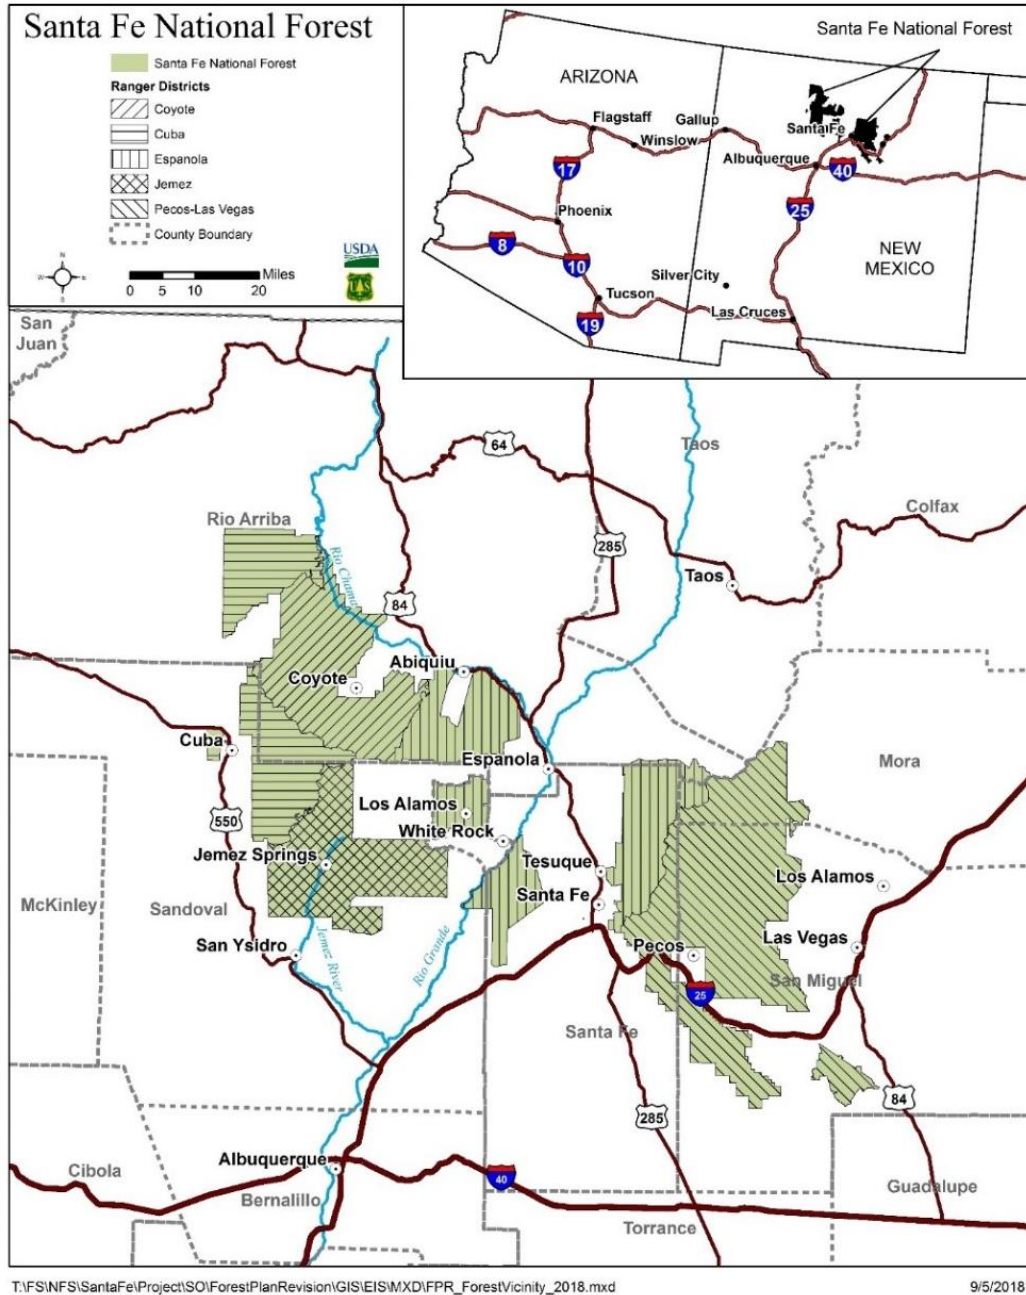 Santa Fe National Forest
Santa Fe National Forest
Ranger Districts
Coyote
Cuba
Espanola
Jemez
Pecos-Las Vegas
County Boundary
N
W
E
S
Miles
0 5 10 20
USDA
UAS
Santa Fe National Forest
ARIZONA
Flagstaff
Gallup
Winslow
Santa Fe
Albuquerque
17
40
25
Phoenix
8
10
NEW
MEXICO
Silver City
Tucson
Las Cruces
19
San
Juan
64
Taos
Colfax
Rio Arriba
285
Rio Chama
Taos
84
Abiquiu
Coyote
Cuba
Espanola
Mora
Los Alamos
550
White Rock
Jemez Springs
Tesuque
Los Alamos
Santa Fe
McKinley
Sandoval
Las Vegas
San Ysidro
Jemez River
Rio Grande
Pecos
San Miguel
25
Santa Fe
84
285
Albuquerque
Cibola
40
Bernalillo
Guadalupe
Torrance
T:\FS\NFS\SantaFe\Project\SO\ForestPlanRevision\GIS\EIS\MXD\FPR_ForestVicinity_2018.mxd
9/5/2018